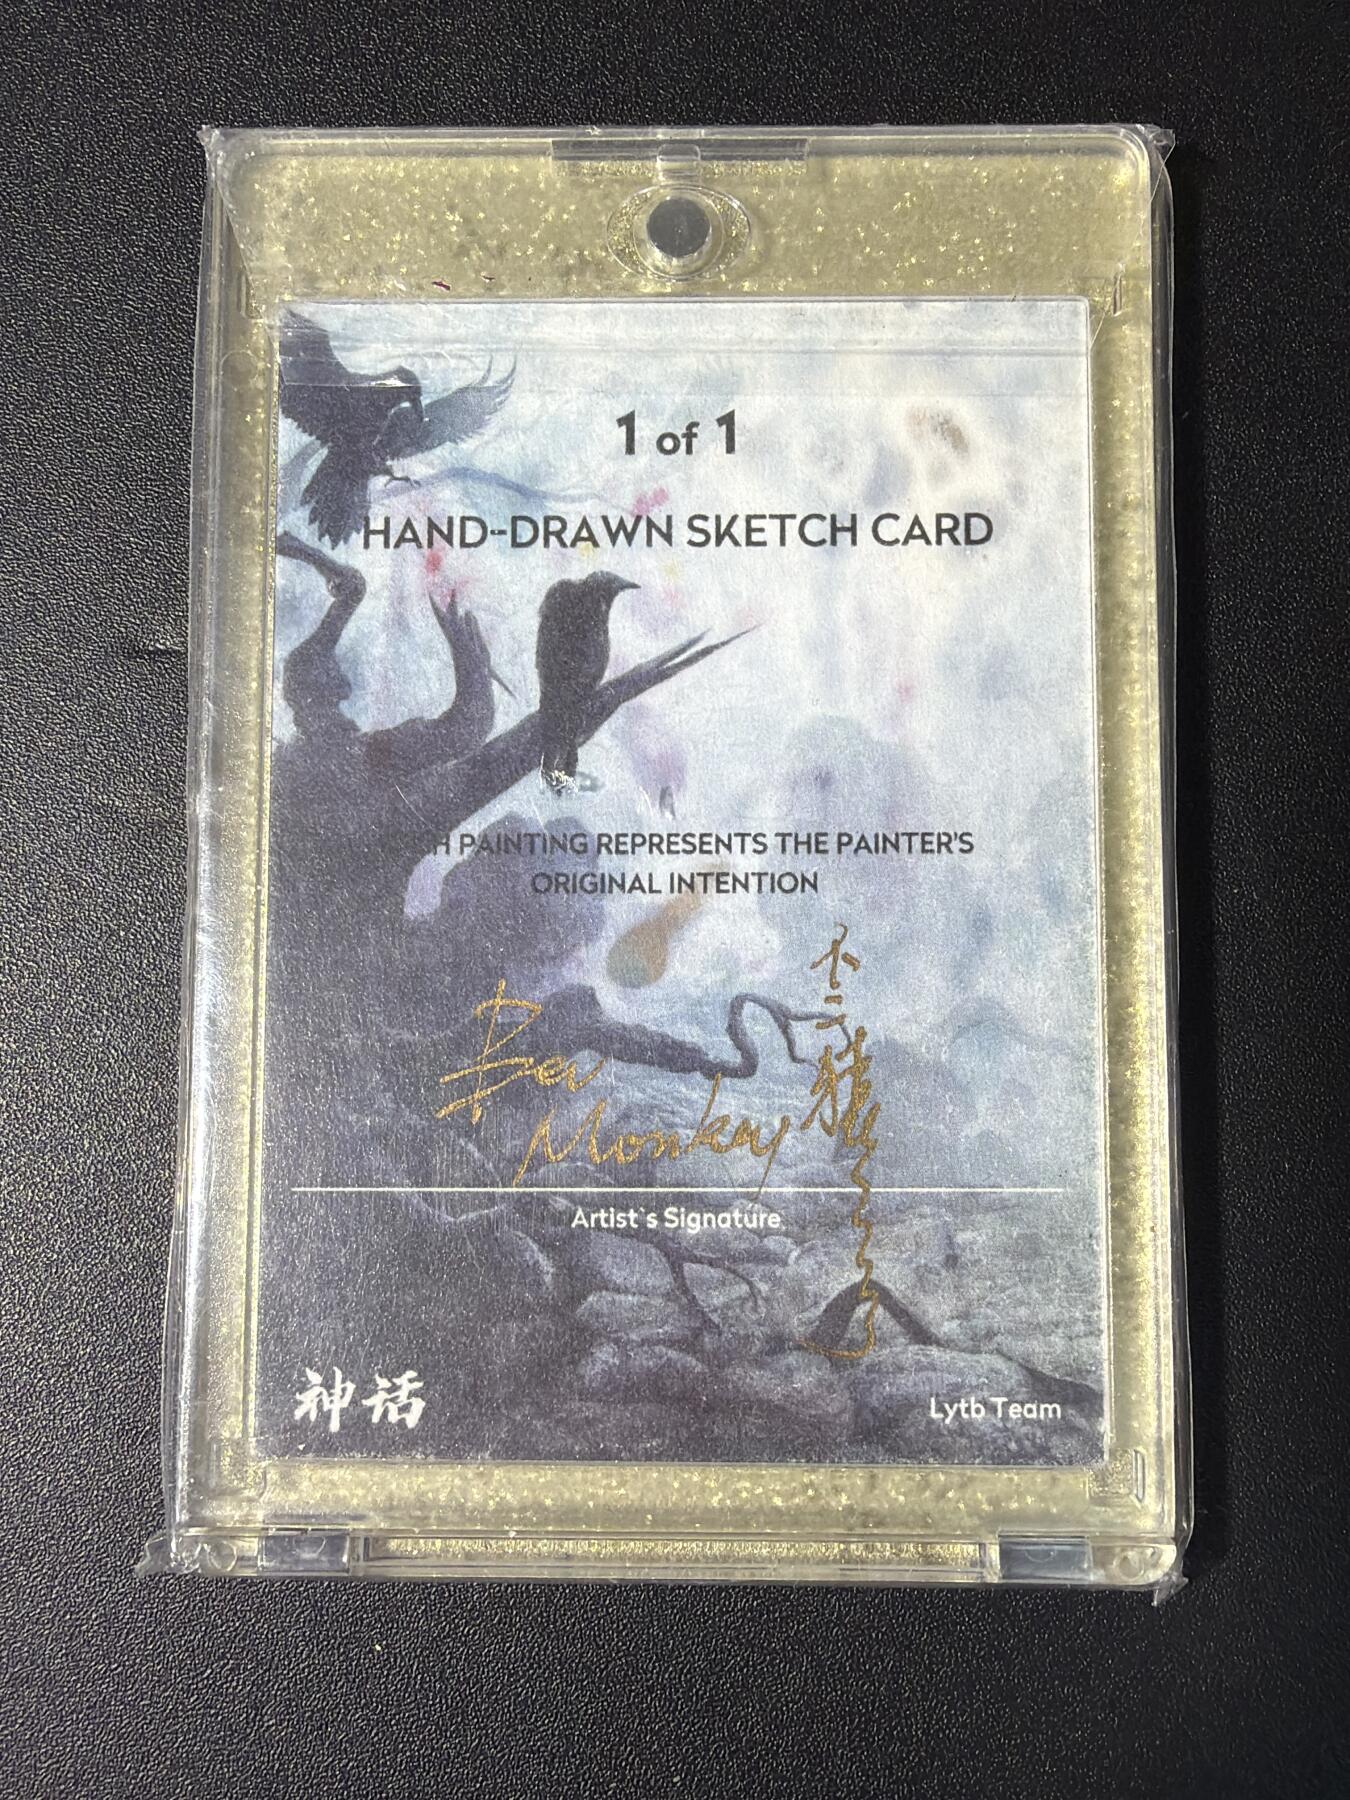 1 of 1
HAND-DRAWN SKETCH CARD
PAINTING REPRESENTS THE PAINTER'S
ORIGINAL INTENTION
Monkey
Artist`s Signature
神话
Lytb Team